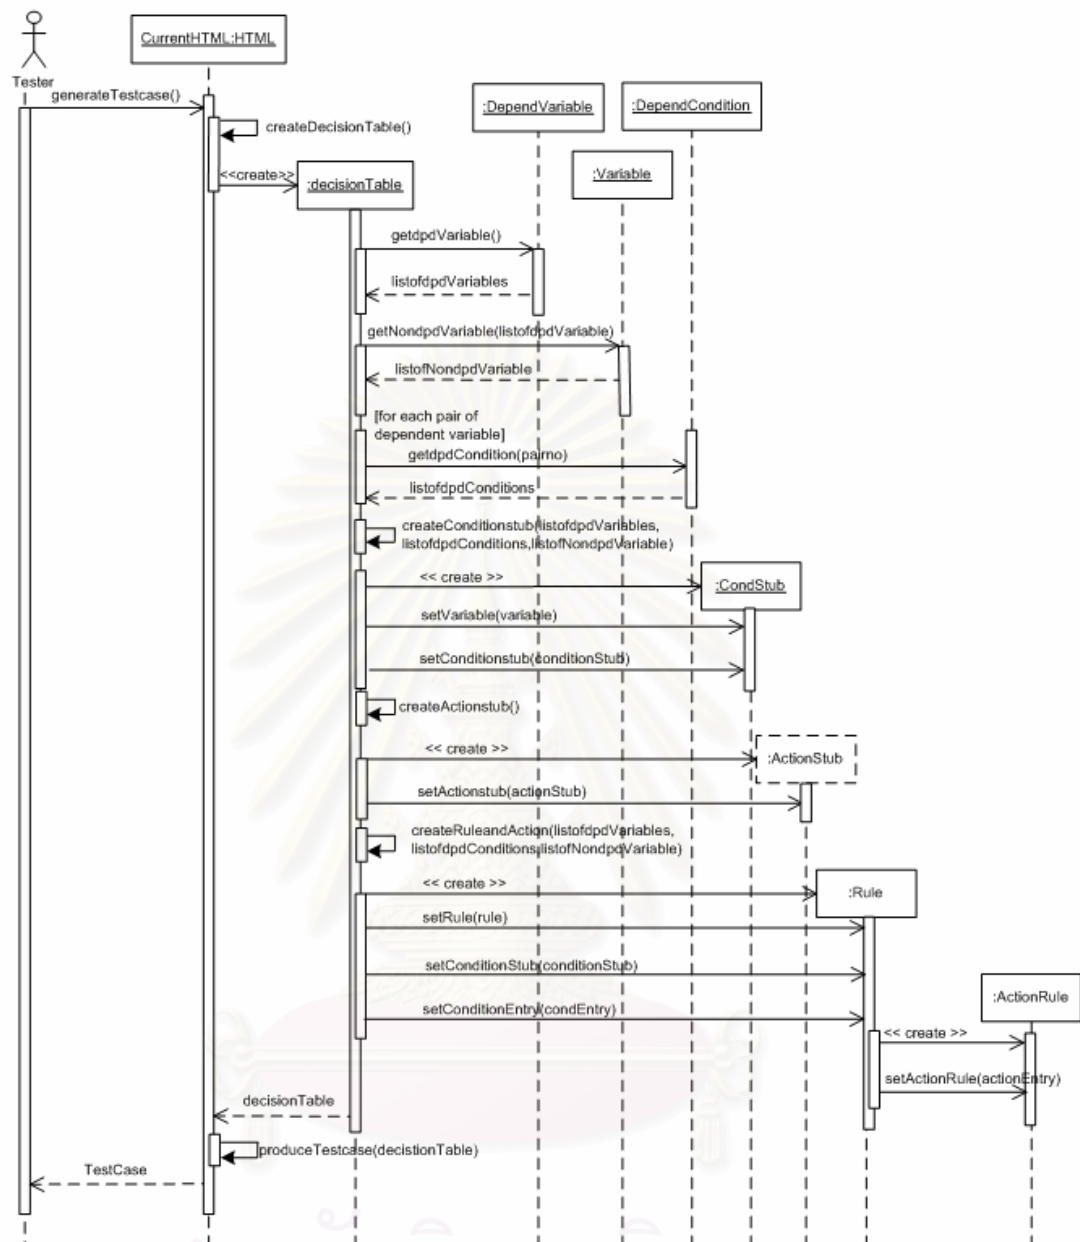 CurrentHTML:HTML
Tester
generateTestcase()
:DependVariable
:DependCondition
createDecisionTable()
<<create>>
:decisionTable
:Variable
getdpdVariable()
listofdpdVariables
getNondpdVariable(listofdpdVariable)
listofNondpdVariable
[for each pair of
dependent variable]
getdpdCondition(pairno)
listofdpdConditions
createConditionstub(listofdpdVariables,
listofdpdConditions,listofNondpdVariable)
<< create >>
:CondStub
setVariable(variable)
setConditionstub(conditionStub)
createActionstub()
<< create >>
:ActionStub
setActionstub(actionStub)
createRuleandAction(listofdpdVariables,
listofdpdConditions,listofNondpdVariable)
<< create >>
:Rule
setRule(rule)
setConditionStub(conditionStub)
:ActionRule
setConditionEntry(condEntry)
<< create >>
setActionRule(actionEntry)
decisionTable
produceTestcase(decistionTable)
TestCase